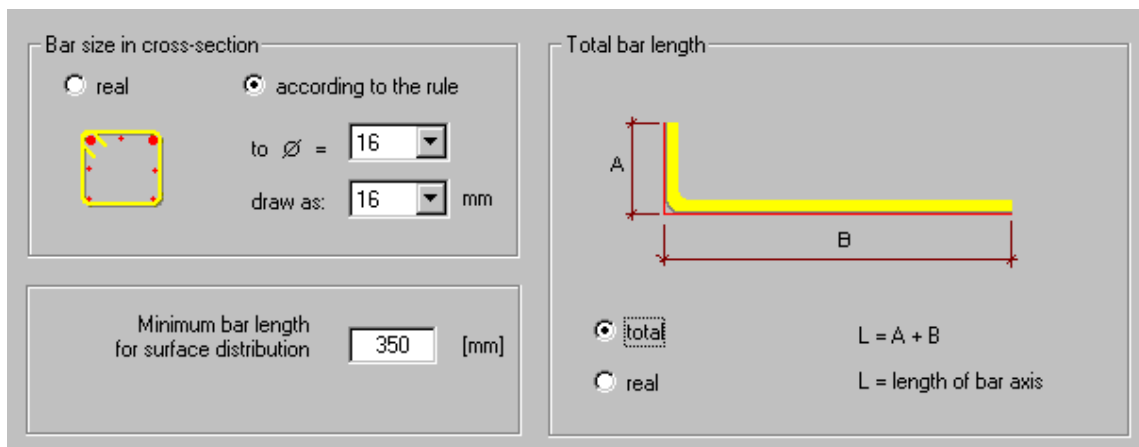 Bar size in cross-section
real
according to the rule
to Ø = 16
draw as: 16 mm
Minimum bar length
for surface distribution
350 [mm]
Total bar length
A
B
total
L = A + B
real
L = length of bar axis